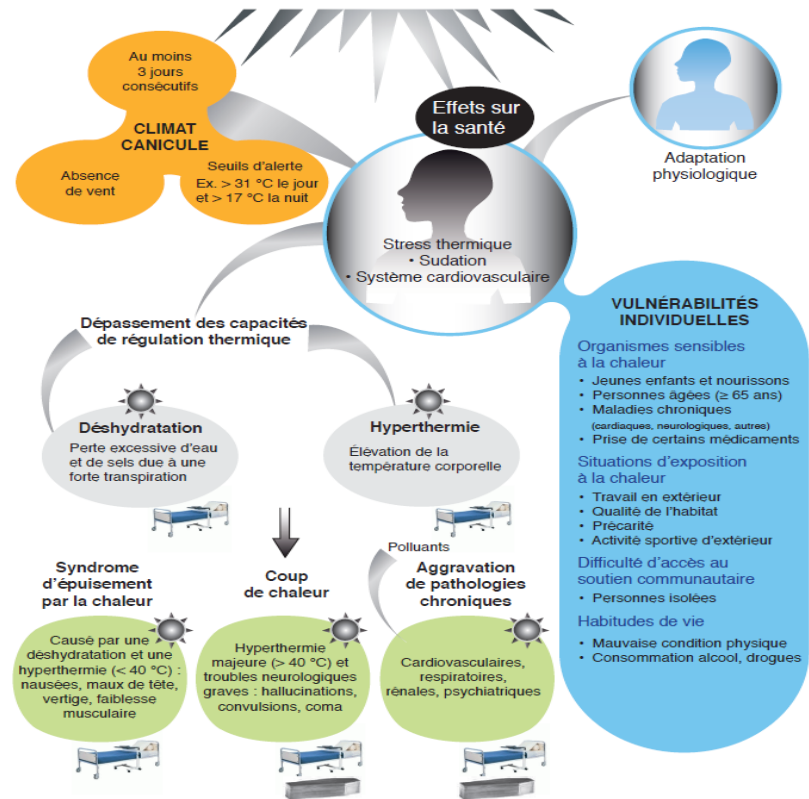 Au moins
3 jours
consécutifs
CLIMAT
CANICULE
Absence
de vent
Seuils d'alerte
Ex. > 31 °C le jour
et > 17 °C la nuit
Effets sur
la santé
Adaptation
physiologique
Stress thermique
• Sudation
• Système cardiovasculaire
Dépassement des capacités
de régulation thermique
Déshydratation
Perte excessive d'eau
et de sels due à une
forte transpiration
Hyperthermie
Élévation de la
température corporelle
Polluants
Syndrome
d'épuisement
par la chaleur
Causé par une
déshydratation et une
hyperthermie (< 40 °C) :
nausées, maux de tête,
vertige, faiblesse
musculaire
Coup
de chaleur
Hyperthermie
majeure (> 40 °C) et
troubles neurologiques
graves : hallucinations,
convulsions, coma
Aggravation
de pathologies
chroniques
Cardiovasculaires,
respiratoires,
rénales, psychiatriques
VULNÉRABILITÉS
INDIVIDUELLES
Organismes sensibles
à la chaleur
• Jeunes enfants et nourissons
• Personnes âgées (≥ 65 ans)
• Maladies chroniques
(cardiaques, neurologiques, autres)
• Prise de certains médicaments
Situations d'exposition
à la chaleur
• Travail en extérieur
• Qualité de l'habitat
• Précarité
• Activité sportive d'extérieur
Difficulté d'accès au
soutien communautaire
• Personnes isolées
Habitudes de vie
• Mauvaise condition physique
• Consommation alcool, drogues